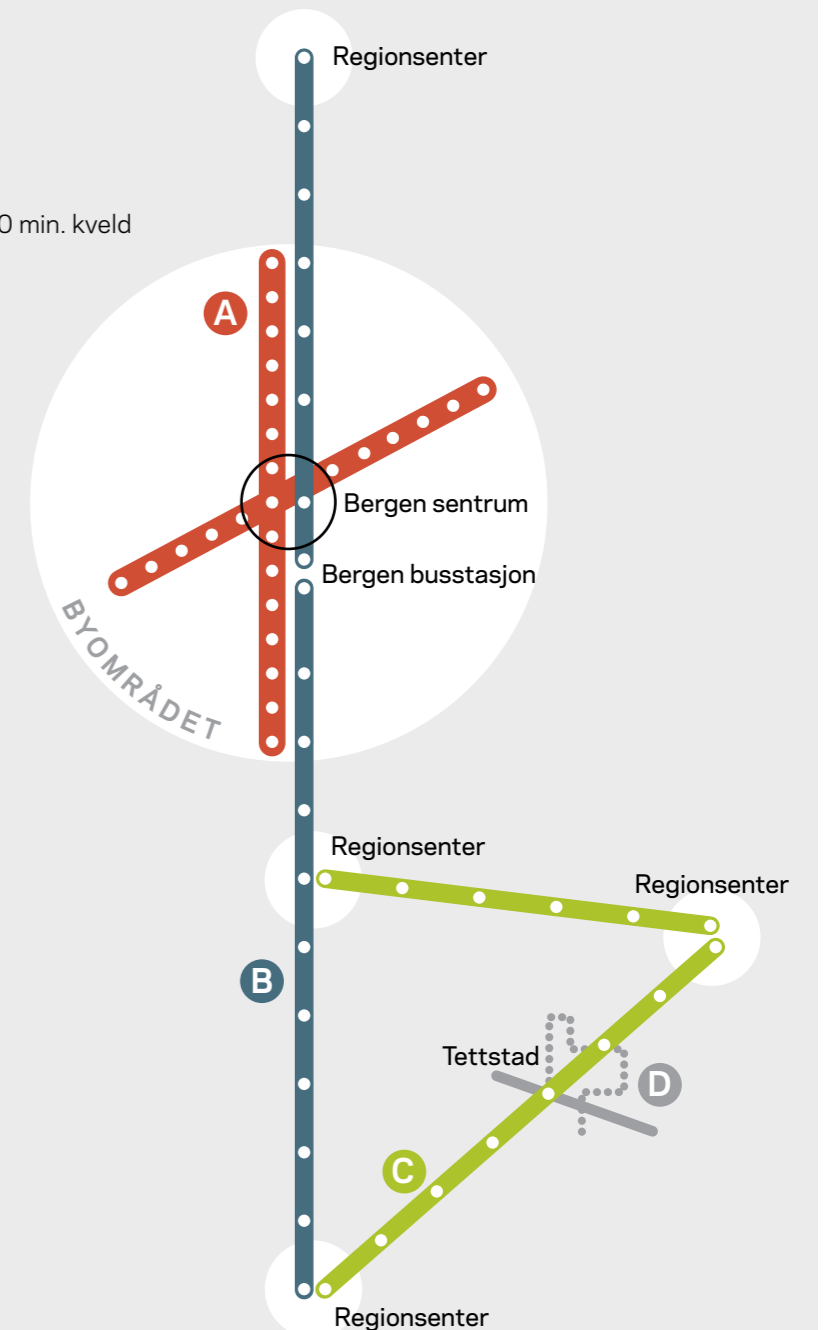 Regionsenter
0 min. kveld
A
Bergen sentrum
Bergen busstasjon
BYOMRÅDET
Regionsenter
Regionsenter
B
Tettstad
D
C
Regionsenter